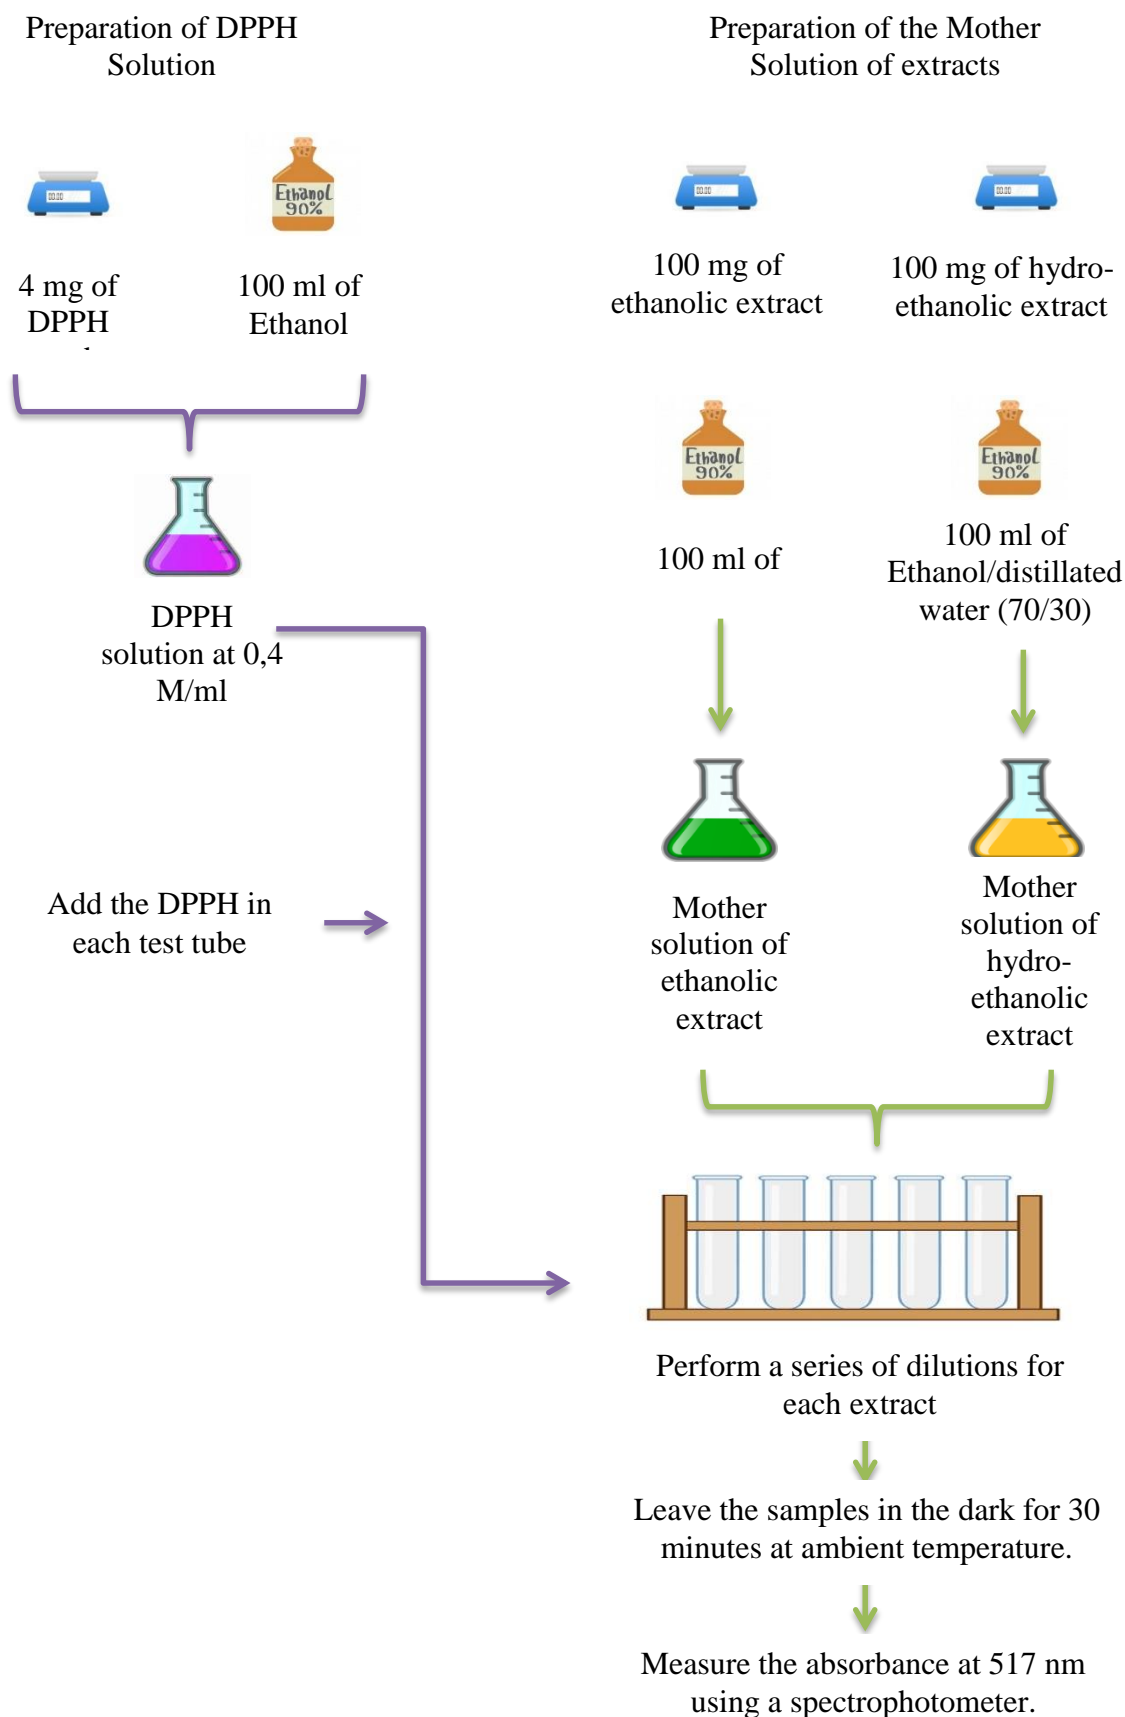 Preparation of DPPH
Solution
Preparation of the Mother
Solution of extracts
Ethanol
90%
4 mg of
DPPH
100 ml of
Ethanol
100 mg of
ethanolic extract
100 mg of hydro-
ethanolic extract
Ethanol
90%
Ethanol
90%
100 ml of
100 ml of
Ethanol/distillated
water (70/30)
DPPH
solution at 0,4
M/ml
Add the DPPH in
each test tube
Mother
solution of
ethanolic
extract
Mother
solution of
hydro-
ethanolic
extract
Perform a series of dilutions for
each extract
Leave the samples in the dark for 30
minutes at ambient temperature.
Measure the absorbance at 517 nm
using a spectrophotometer.